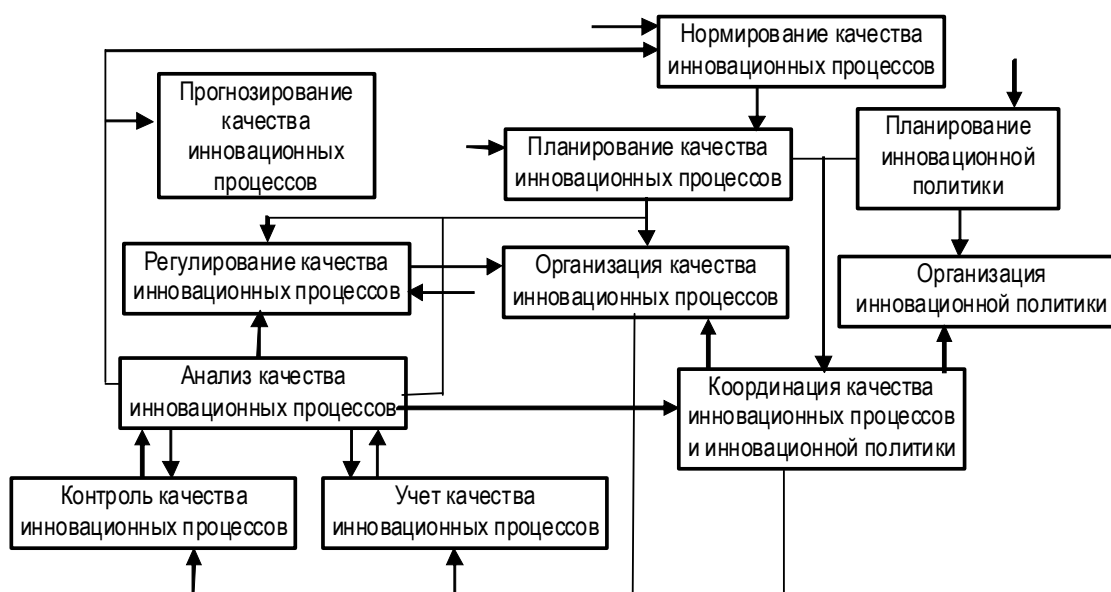 Нормирование качества
инновационных процессов
Прогнозирование
качества
инновационных
процессов
Планирование качества
инновационных процессов
Планирование
инновационной
политики
Регулирование качества
инновационных процессов
Организация качества
инновационных процессов
Организация
инновационной политики
Анализ качества
инновационных процессов
Координация качества
инновационных процессов
и инновационной политики
Контроль качества
инновационных процессов
Учет качества
инновационных процессов